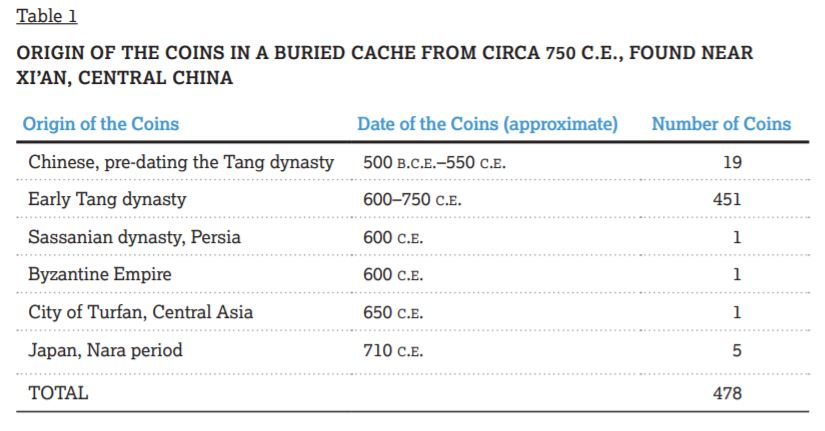 Table 1
ORIGIN OF THE COINS IN A BURIED CACHE FROM CIRCA 750 C.E., FOUND NEAR
XI’AN, CENTRAL CHINA
Origin of the Coins Date of the Coins (approximate) Number of Coins
Chinese, pre-dating the Tang dynasty 500 B.C.E.–550 C.E. 19
Early Tang dynasty 600–750 C.E. 451
Sassanian dynasty, Persia 600 C.E. 1
Byzantine Empire 600 C.E. 1
City of Turfan, Central Asia 650 C.E. 1
Japan, Nara period 710 C.E. 5
TOTAL 478